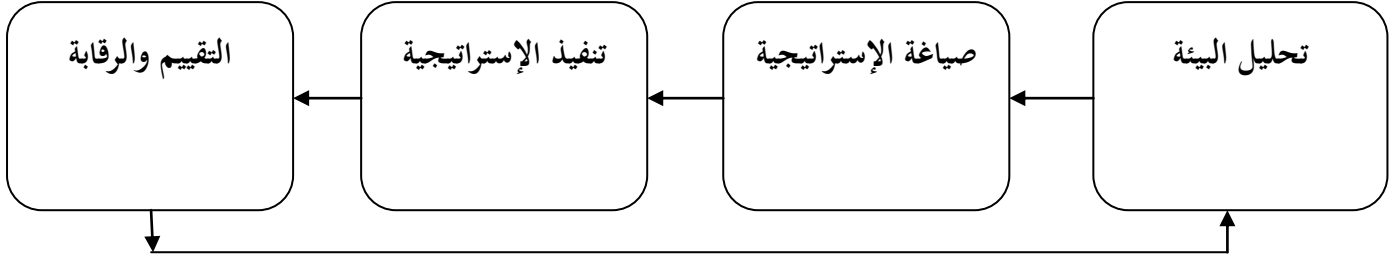 تحليل البيئة
صياغة الإستراتيجية
تنفيذ الإستراتيجية
التقييم والرقابة